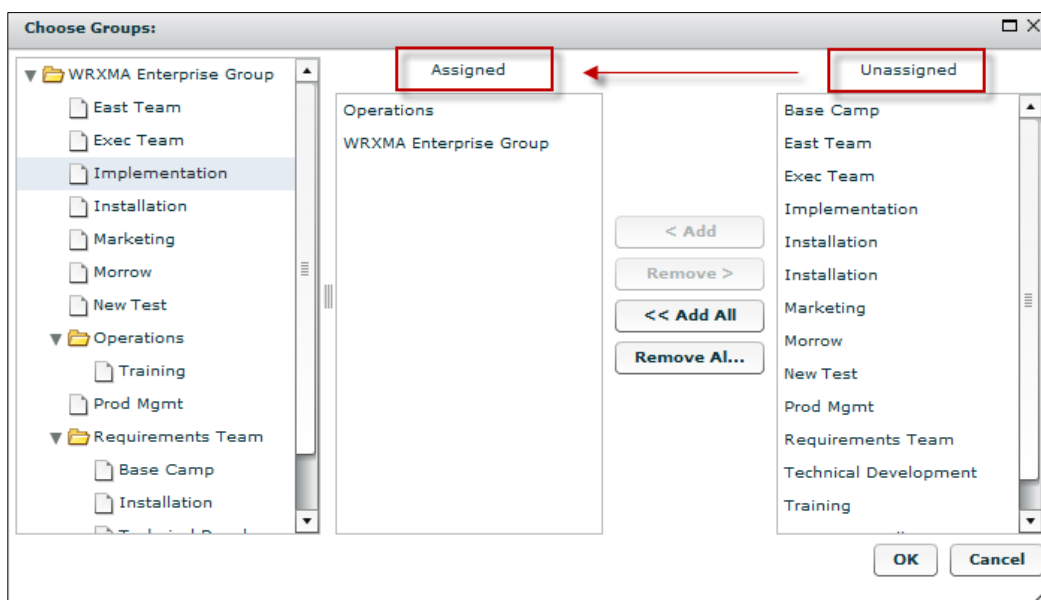 Choose Groups:
WRXMA Enterprise Group
East Team
Exec Team
Implementation
Installation
Marketing
Morrow
New Test
Operations
Training
Prod Mgmt
Requirements Team
Base Camp
Installation
Assigned
Operations
WRXMA Enterprise Group
< Add
Remove >
<< Add All
Remove Al...
Unassigned
Base Camp
East Team
Exec Team
Implementation
Installation
Installation
Marketing
Morrow
New Test
Prod Mgmt
Requirements Team
Technical Development
Training
OK
Cancel